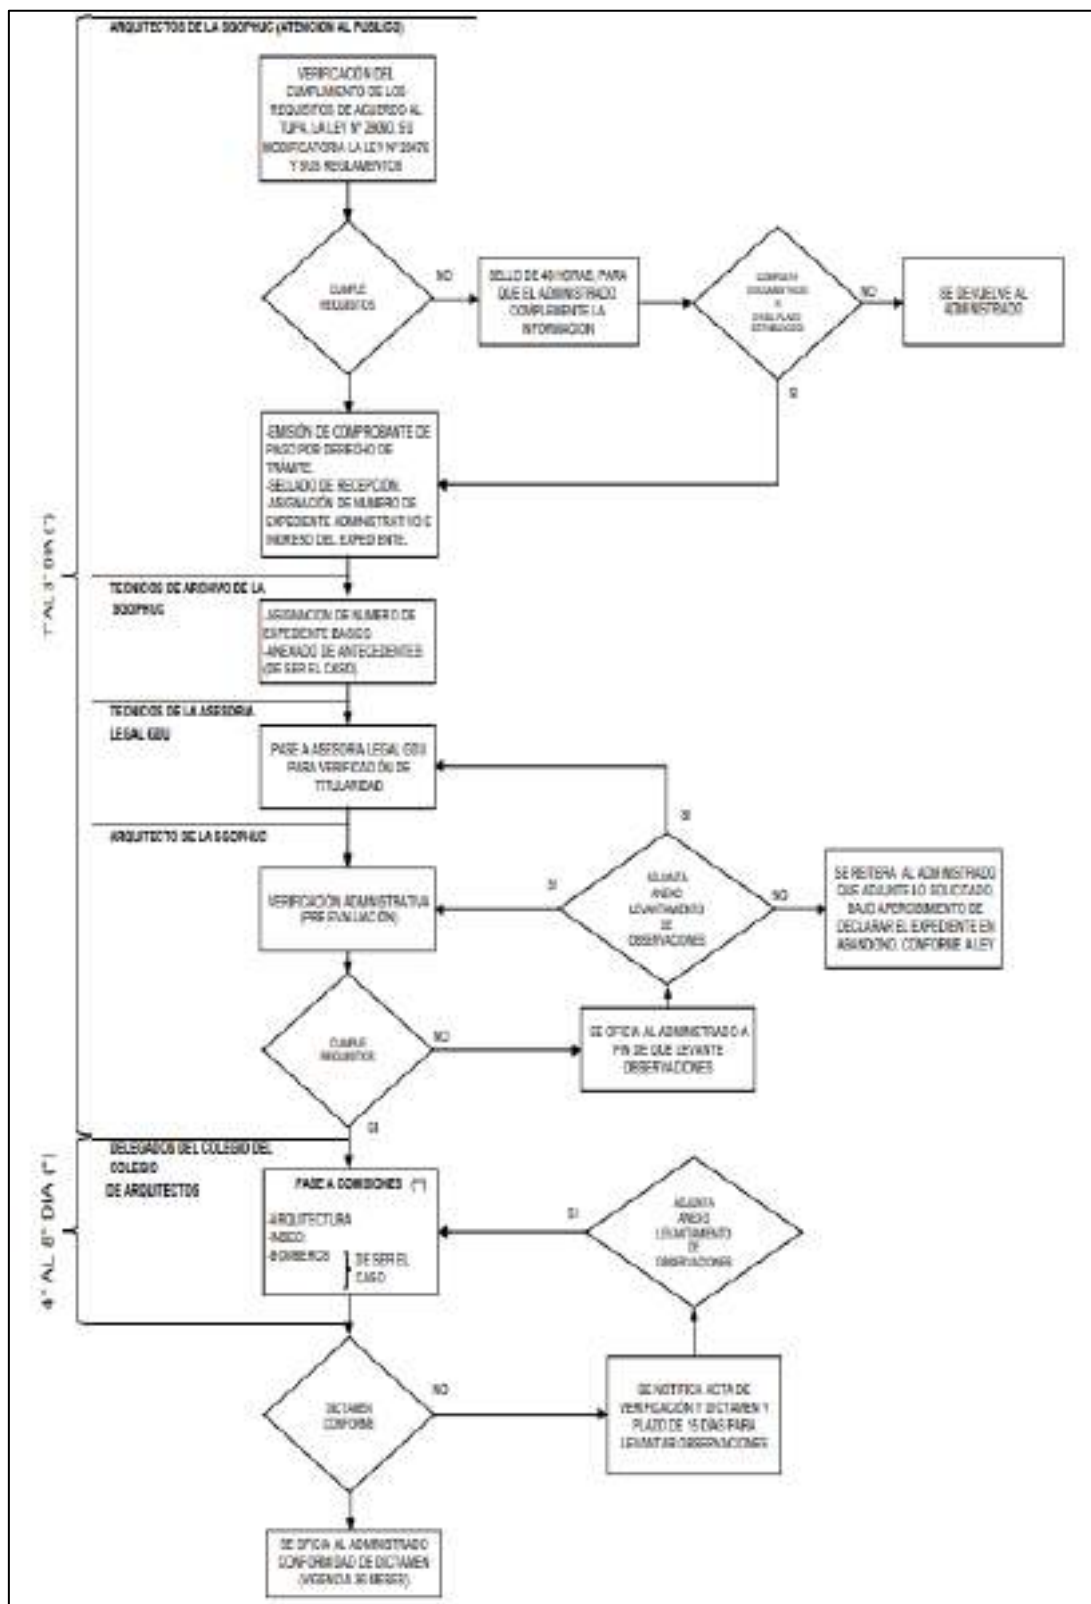 ARQUITECTOS DE LA SGOPHUC (ATENCION AL PUBLICO)
VERIFICACIÓN DEL
CUMPLIMIENTO DE LOS
REQUISITOS DE ACUERDO AL
TUPA, LA LEY N° 29090, SU
MODIFICATORIA LA LEY N° 29476
Y SUS REGLAMENTOS
CUMPLE
REQUISITOS
NO
SELLO DE 48 HORAS, PARA
QUE EL ADMINISTRADO
COMPLEMENTE LA
INFORMACION
NO
SE DEVUELVE AL
ADMINISTRADO
SI
-EMISIÓN DE COMPROBANTE DE
PAGO POR DERECHO DE
TRÁMITE.
-SELLADO DE RECEPCIÓN.
-ASIGNACIÓN DE NUMERO DE
EXPEDIENTE ADMINISTRATIVO E
INGRESO DEL EXPEDIENTE.
1° AL 3° DIA (*)
TECNICOS DE ARCHIVO DE LA
SGOPHUC
-ASIGNACION DE NUMERO DE
EXPEDIENTE BASICO
-ANEXADO DE ANTECEDENTES
(DE SER EL CASO)
TECNICOS DE LA ASESORIA
LEGAL GDU
PASE A ASESORIA LEGAL GDU
PARA VERIFICACIÓN DE
TITULARIDAD
SI
ARQUITECTO DE LA SGOPHUC
VERIFICACIÓN ADMINISTRATIVA
(PRE EVALUACIÓN)
SI
ADJUNTA
ANEXO
LEVANTAMIENTO
DE
OBSERVACIONES
NO
SE REITERA AL ADMINISTRADO
QUE ADJUNTE LO SOLICITADO,
BAJO APERCIBIMIENTO DE
DECLARAR EL EXPEDIENTE EN
ABANDONO, CONFORME A LEY
CUMPLE
REQUISITOS
NO
SE OFICIA AL ADMINISTRADO A
FIN DE QUE LEVANTE
OBSERVACIONES
SI
DELEGADOS DEL COLEGIO DEL
COLEGIO
DE ARQUITECTOS
PASE A COMISIONES (**)
-ARQUITECTURA
-INDECI
-BOMBEROS
DE SER EL
CASO
4° AL 8° DIA (*)
SI
ADJUNTA
ANEXO
LEVANTAMIENTO
DE
OBSERVACIONES
DICTAMEN
CONFORME
NO
SE NOTIFICA ACTA DE
VERIFICACIÓN Y DICTAMEN Y
PLAZO DE 15 DÍAS PARA
LEVANTAR OBSERVACIONES
SE OFICIA AL ADMINISTRADO
CONFORMIDAD DE DICTAMEN
(VIGENCIA 36 MESES)